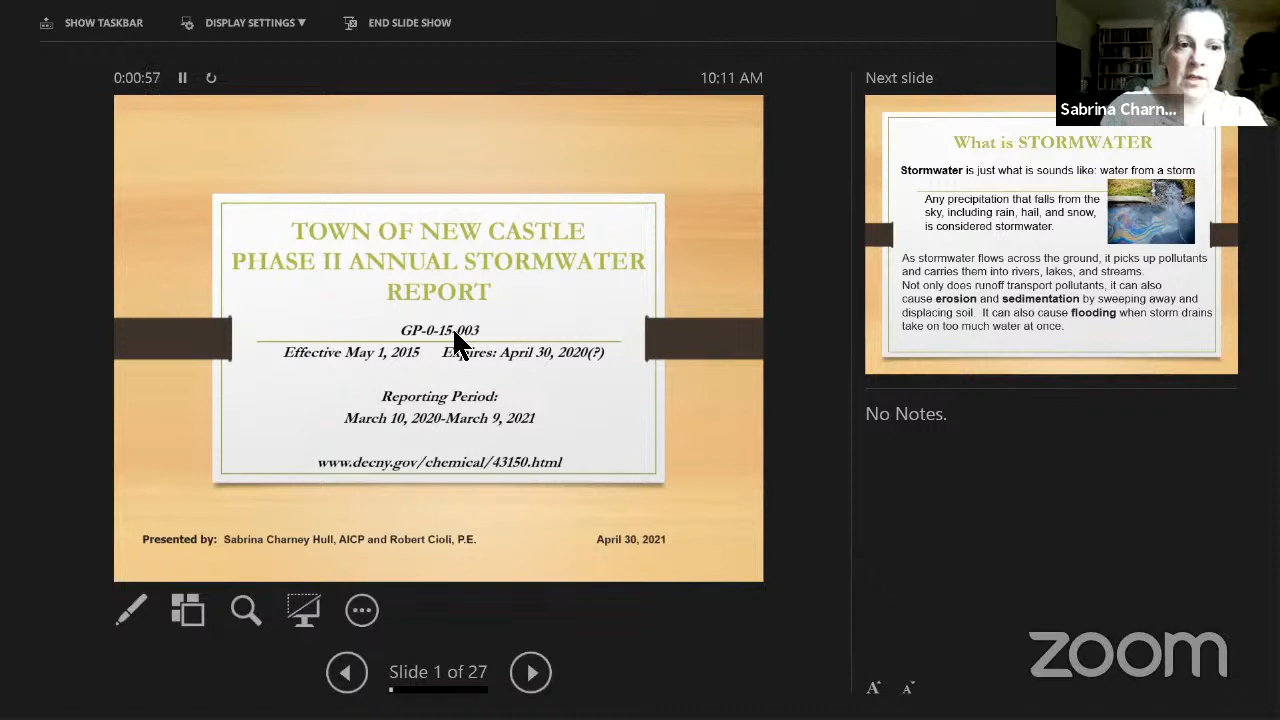 SHOW TASKBAR
DISPLAY SETTINGS ▼
END SLIDE SHOW
0:00:57
10:11 AM
TOWN OF NEW CASTLE
PHASE II ANNUAL STORMWATER
REPORT
GP-0-15-003
Effective May 1, 2015 Expires: April 30, 2020(?)
Reporting Period:
March 10, 2020-March 9, 2021
www.decny.gov/chemical/43150.html
Presented by: Sabrina Charney Hull, AICP and Robert Cioli, P.E.
April 30, 2021
Slide 1 of 27
Next slide
Sabrina Charn...
What is STORMWATER
Stormwater is just what is sounds like: water from a storm
Any precipitation that falls from the
sky, including rain, hail, and snow,
is considered stormwater.
As stormwater flows across the ground, it picks up pollutants
and carries them into rivers, lakes, and streams.
Not only does runoff transport pollutants, it can also
cause erosion and sedimentation by sweeping away and
displacing soil. It can also cause flooding when storm drains
take on too much water at once.
No Notes.
A A
zoom